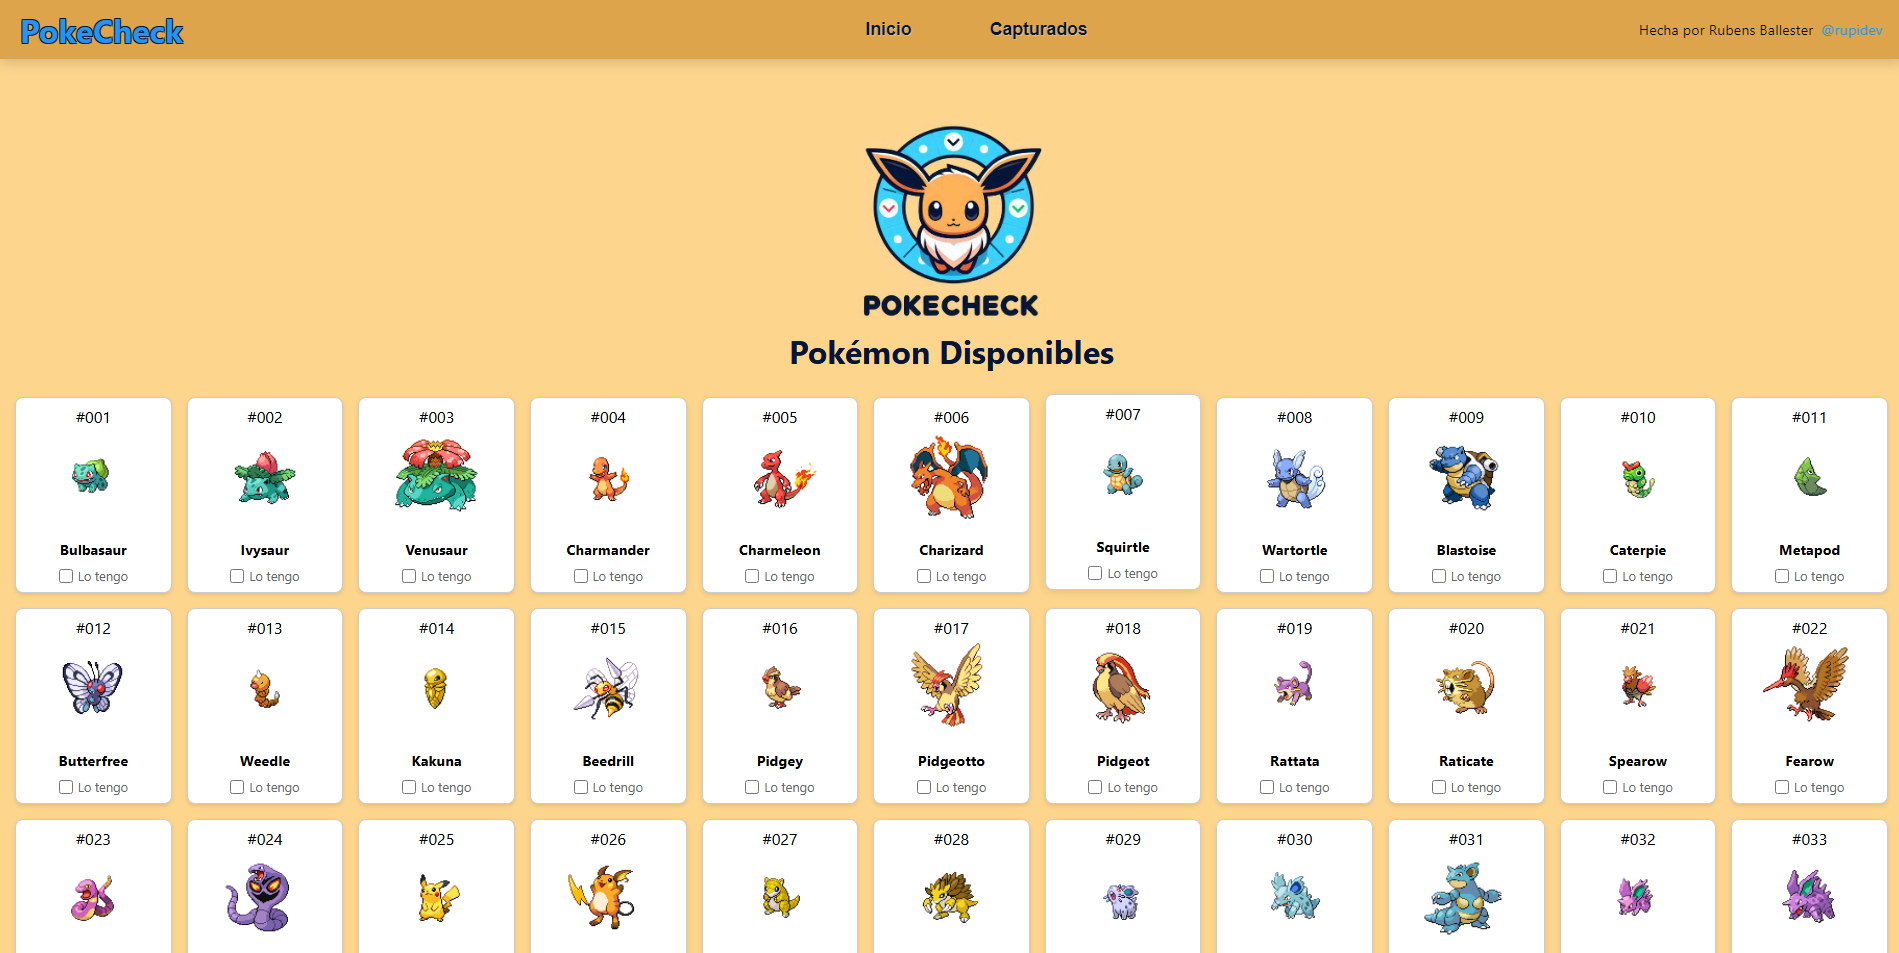 PokeCheck
Inicio
Capturados
Hecha por Rubens Ballester @rupidev
POKECHECK
Pokémon Disponibles
#001
Bulbasaur
Lo tengo
#002
Ivysaur
Lo tengo
#003
Venusaur
Lo tengo
#004
Charmander
Lo tengo
#005
Charmeleon
Lo tengo
#006
Charizard
Lo tengo
#007
Squirtle
Lo tengo
#008
Wartortle
Lo tengo
#009
Blastoise
Lo tengo
#010
Caterpie
Lo tengo
#011
Metapod
Lo tengo
#012
Butterfree
Lo tengo
#013
Weedle
Lo tengo
#014
Kakuna
Lo tengo
#015
Beedrill
Lo tengo
#016
Pidgey
Lo tengo
#017
Pidgeotto
Lo tengo
#018
Pidgeot
Lo tengo
#019
Rattata
Lo tengo
#020
Raticate
Lo tengo
#021
Spearow
Lo tengo
#022
Fearow
Lo tengo
#023
#024
#025
#026
#027
#028
#029
#030
#031
#032
#033